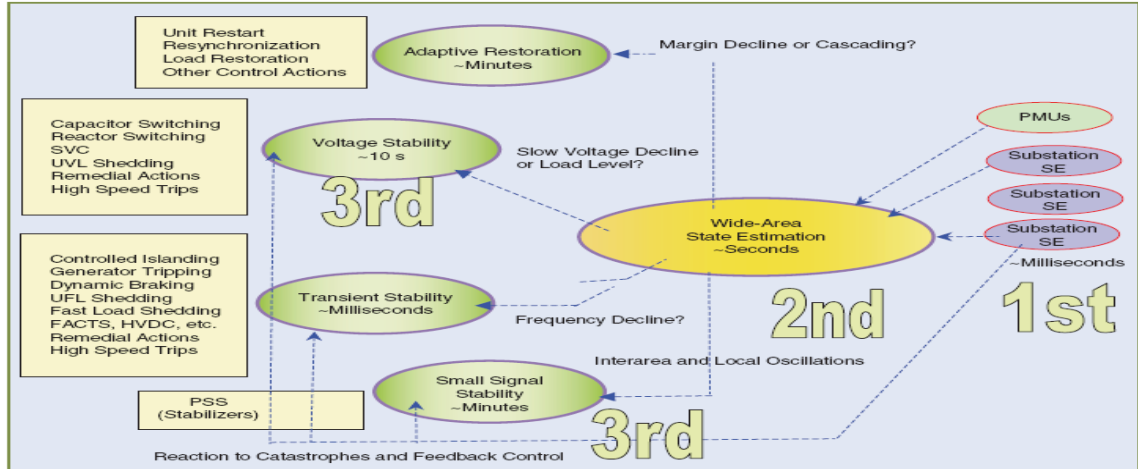 Unit Restart
Resynchronization
Load Restoration
Other Control Actions
Adaptive Restoration
~Minutes
Margin Decline or Cascading?
Capacitor Switching
Reactor Switching
SVC
UVL Shedding
Remedial Actions
High Speed Trips
Voltage Stability
~10 s
3rd
Slow Voltage Decline
or Load Level?
PMUs
Substation
SE
Substation
SE
Substation
SE
~Milliseconds
1st
Wide-Area
State Estimation
~Seconds
2nd
Controlled Islanding
Generator Tripping
Dynamic Braking
UFL Shedding
Fast Load Shedding
FACTS, HVDC, etc.
Remedial Actions
High Speed Trips
Transient Stability
~Milliseconds
Frequency Decline?
Interarea and Local Oscillations
PSS
(Stabilizers)
Small Signal
Stability
~Minutes
3rd
Reaction to Catastrophes and Feedback Control